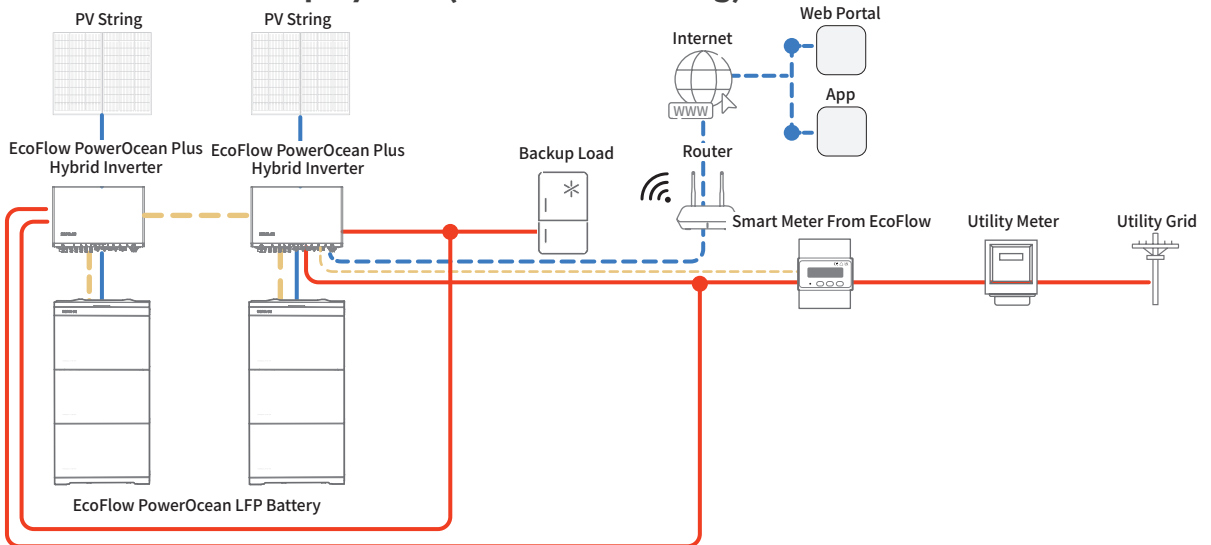 PV String
PV String
Web Portal
Internet
WWW
App
EcoFlow PowerOcean Plus
Hybrid Inverter
EcoFlow PowerOcean Plus
Hybrid Inverter
Backup Load
Router
Smart Meter From EcoFlow
Utility Meter
Utility Grid
EcoFlow PowerOcean LFP Battery